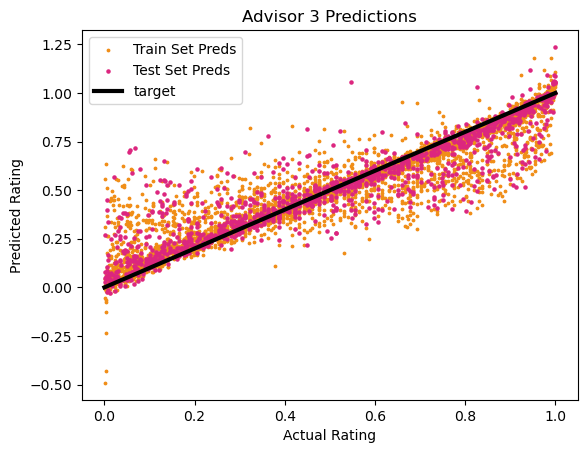 Advisor 3 Predictions
Train Set Preds
Test Set Preds
target
Predicted Rating
1.25
1.00
0.75
0.50
0.25
0.00
−0.25
−0.50
0.0 0.2 0.4 0.6 0.8 1.0
Actual Rating